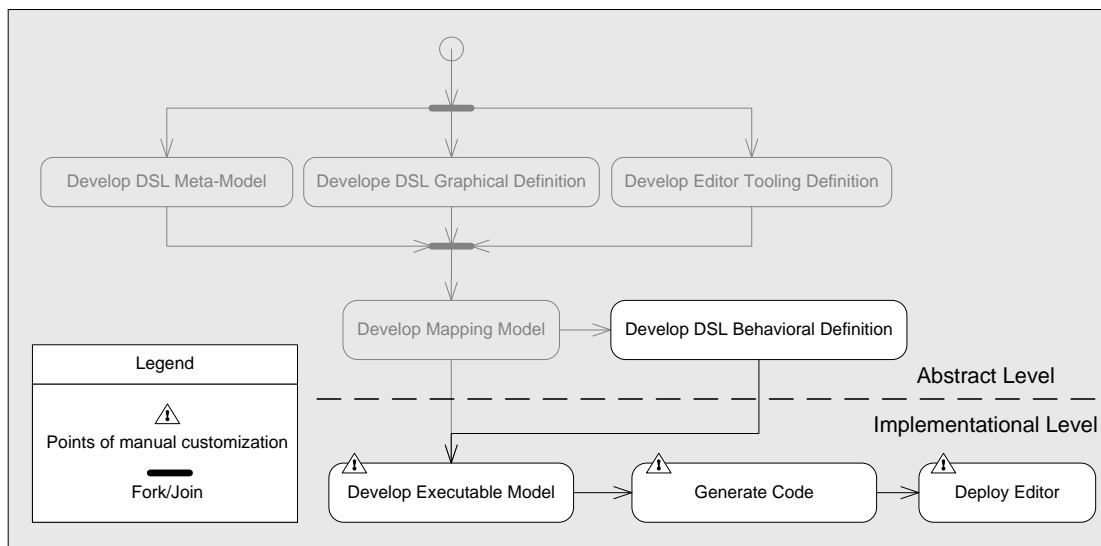 Develop DSL Meta-Model
Develope DSL Graphical Definition
Develop Editor Tooling Definition
Develop Mapping Model
Develop DSL Behavioral Definition
Legend
Points of manual customization
Fork/Join
Abstract Level
Implementational Level
Develop Executable Model
Generate Code
Deploy Editor